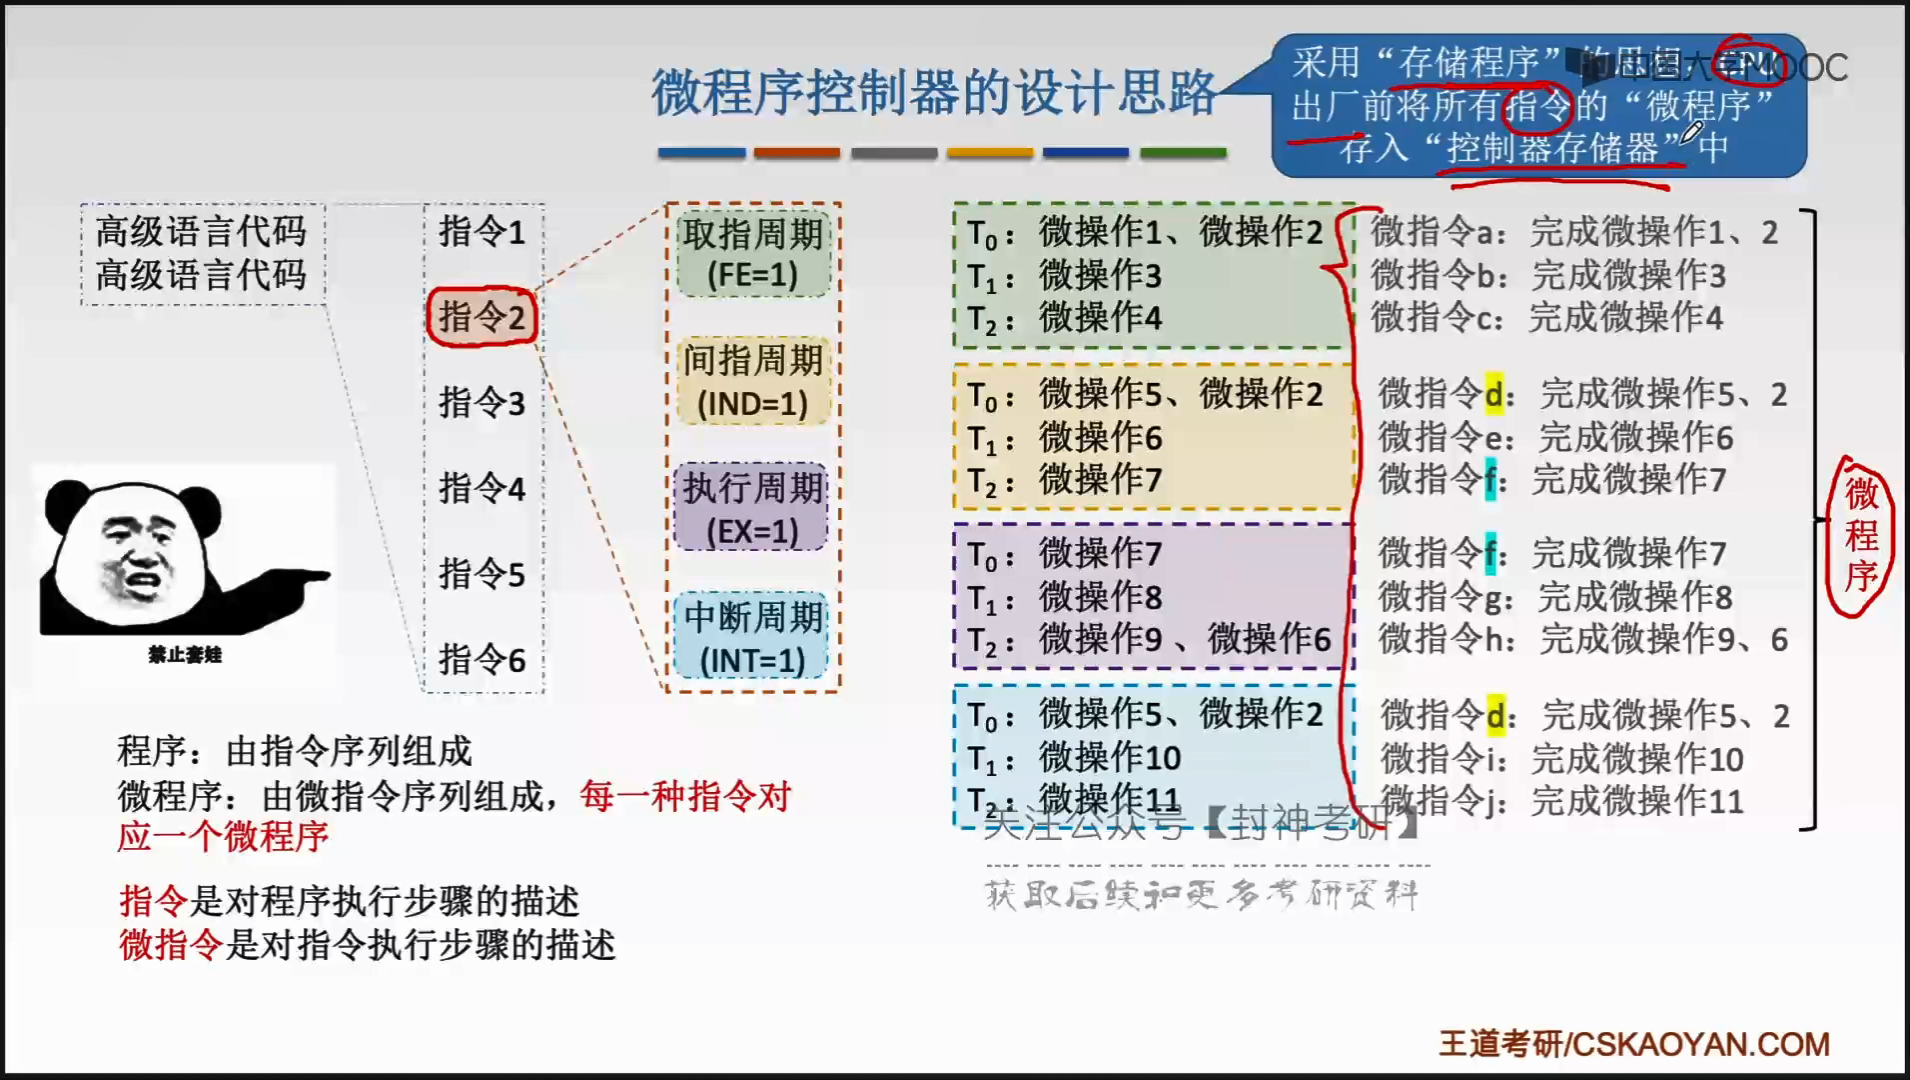 微程序控制器的设计思路
采用“存储程序”的思想，CPU
出厂前将所有指令的“微程序”
存入“控制器存储器”中
中国大学MOOC
高级语言代码
高级语言代码
指令1
指令2
指令3
指令4
指令5
指令6
取指周期
(FE=1)
间指周期
(IND=1)
执行周期
(EX=1)
中断周期
(INT=1)
T0：微操作1、微操作2
T1：微操作3
T2：微操作4
T0：微操作5、微操作2
T1：微操作6
T2：微操作7
T0：微操作7
T1：微操作8
T2：微操作9 、微操作6
T0：微操作5、微操作2
T1：微操作10
T2：微操作11
微指令a：完成微操作1、2
微指令b：完成微操作3
微指令c：完成微操作4
微指令d：完成微操作5、2
微指令e：完成微操作6
微指令f：完成微操作7
微指令f：完成微操作7
微指令g：完成微操作8
微指令h：完成微操作9、6
微指令d：完成微操作5、2
微指令i：完成微操作10
微指令j：完成微操作11
微程序
禁止套娃
程序：由指令序列组成
微程序：由微指令序列组成，每一种指令对
应一个微程序
指令是对程序执行步骤的描述
微指令是对指令执行步骤的描述
关注公众号【封神考研】
获取后续和更多考研资料
王道考研/CSKAOYAN.COM